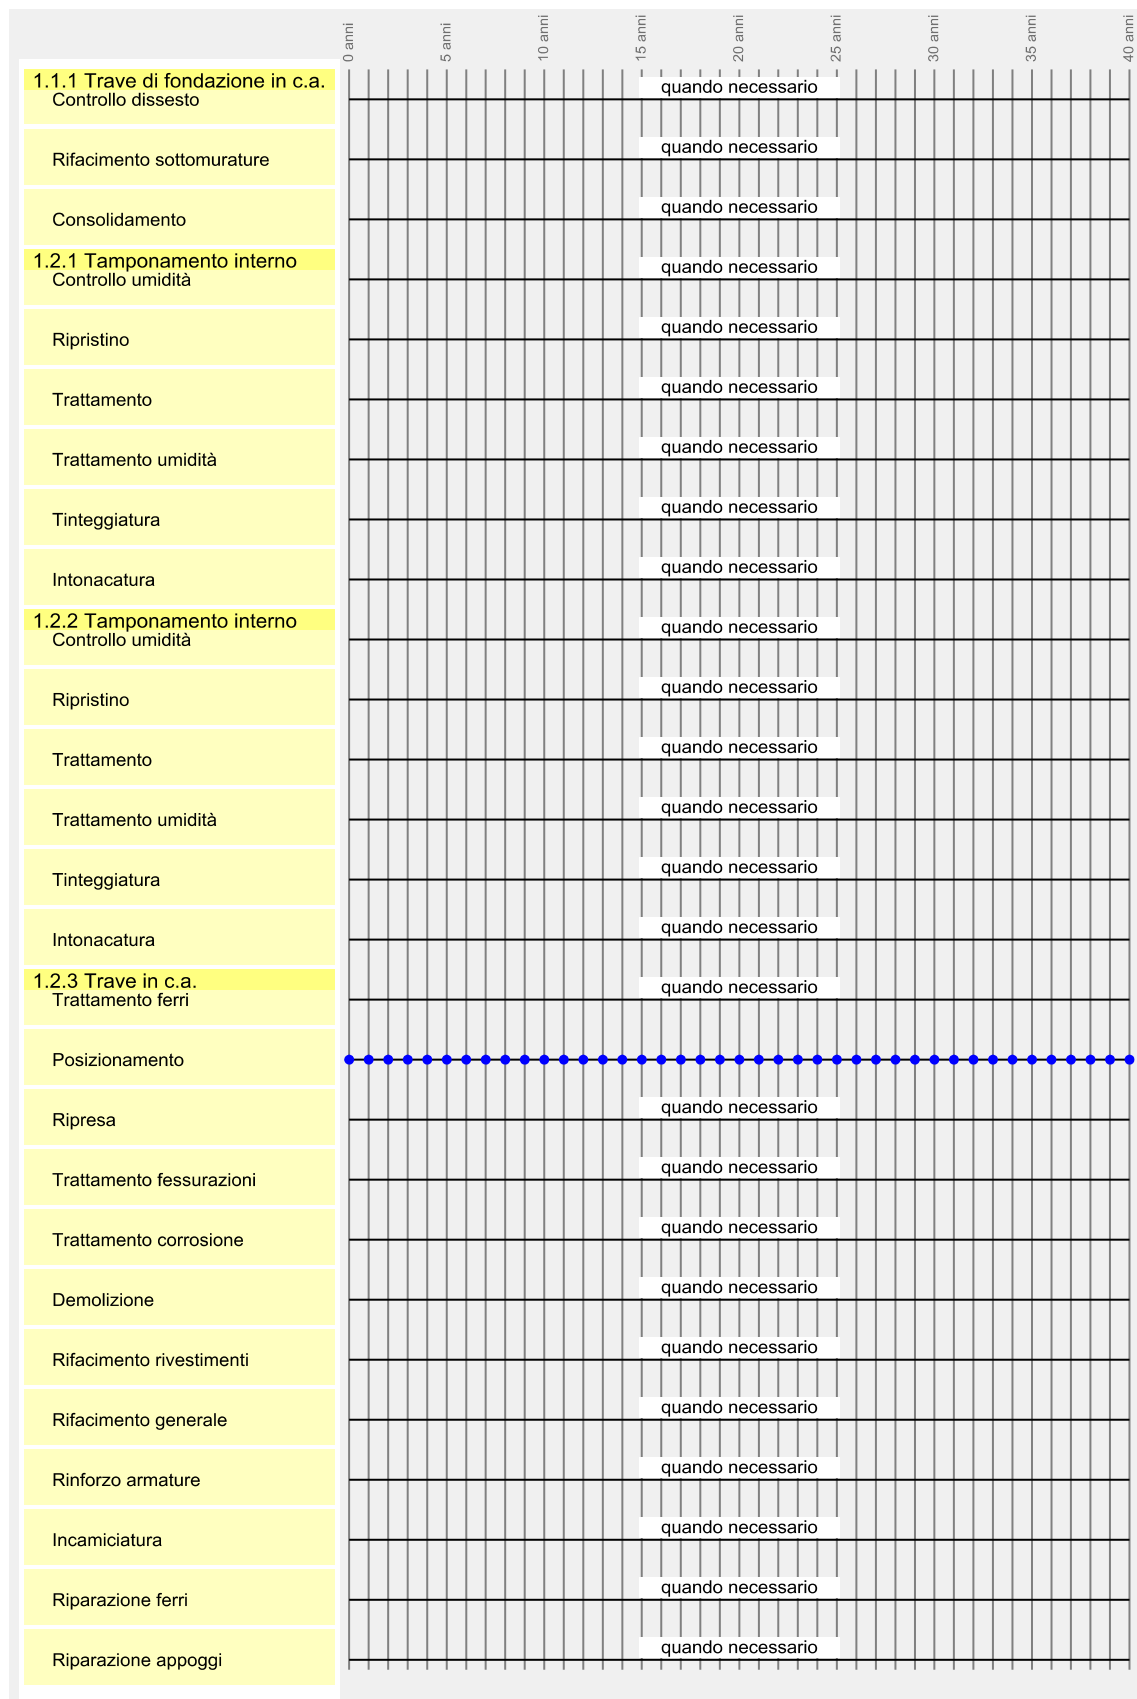 0 anni
5 anni
10 anni
15 anni
20 anni
25 anni
30 anni
35 anni
40 anni
1.1.1 Trave di fondazione in c.a.
Controllo dissesto quando necessario
Rifacimento sottomurature quando necessario
Consolidamento quando necessario
1.2.1 Tamponamento interno
Controllo umidità quando necessario
Ripristino quando necessario
Trattamento quando necessario
Trattamento umidità quando necessario
Tinteggiatura quando necessario
Intonacatura quando necessario
1.2.2 Tamponamento interno
Controllo umidità quando necessario
Ripristino quando necessario
Trattamento quando necessario
Trattamento umidità quando necessario
Tinteggiatura quando necessario
Intonacatura quando necessario
1.2.3 Trave in c.a.
Trattamento ferri quando necessario
Posizionamento
Ripresa quando necessario
Trattamento fessurazioni quando necessario
Trattamento corrosione quando necessario
Demolizione quando necessario
Rifacimento rivestimenti quando necessario
Rifacimento generale quando necessario
Rinforzo armature quando necessario
Incamiciatura quando necessario
Riparazione ferri quando necessario
Riparazione appoggi quando necessario